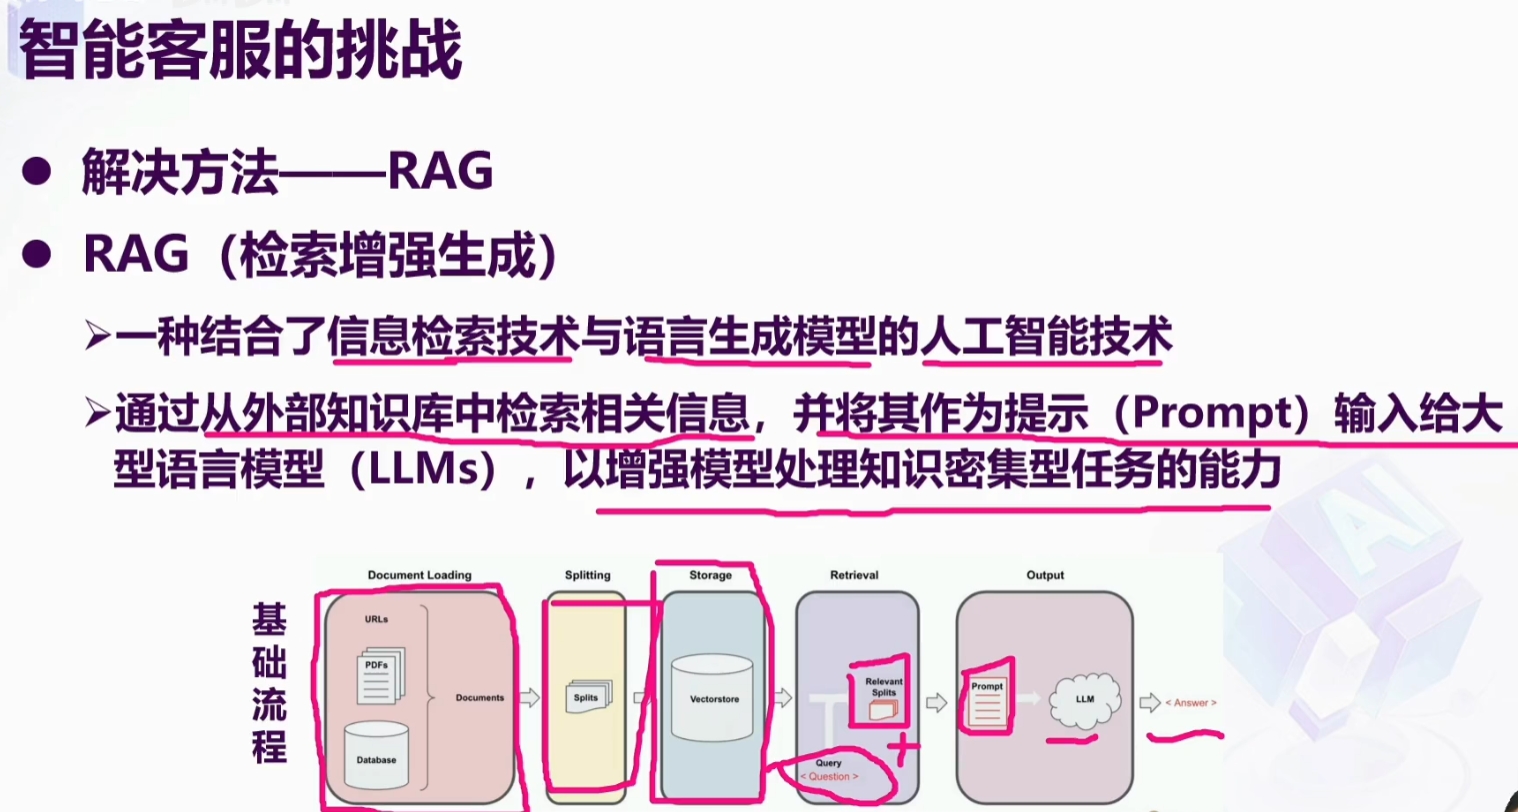 智能客服的挑战
解决方法——RAG
RAG（检索增强生成）
一种结合了信息检索技术与语言生成模型的人工智能技术
通过从外部知识库中检索相关信息，并将其作为提示（Prompt）输入给大
型语言模型（LLMs），以增强模型处理知识密集型任务的能力
基础流程
Document Loading
URLs
PDFs
Documents
Database
Splitting
Splits
Storage
Vectorstore
Retrieval
Relevant
Splits
Query
< Question >
Output
Prompt
LLM
< Answer >
AI